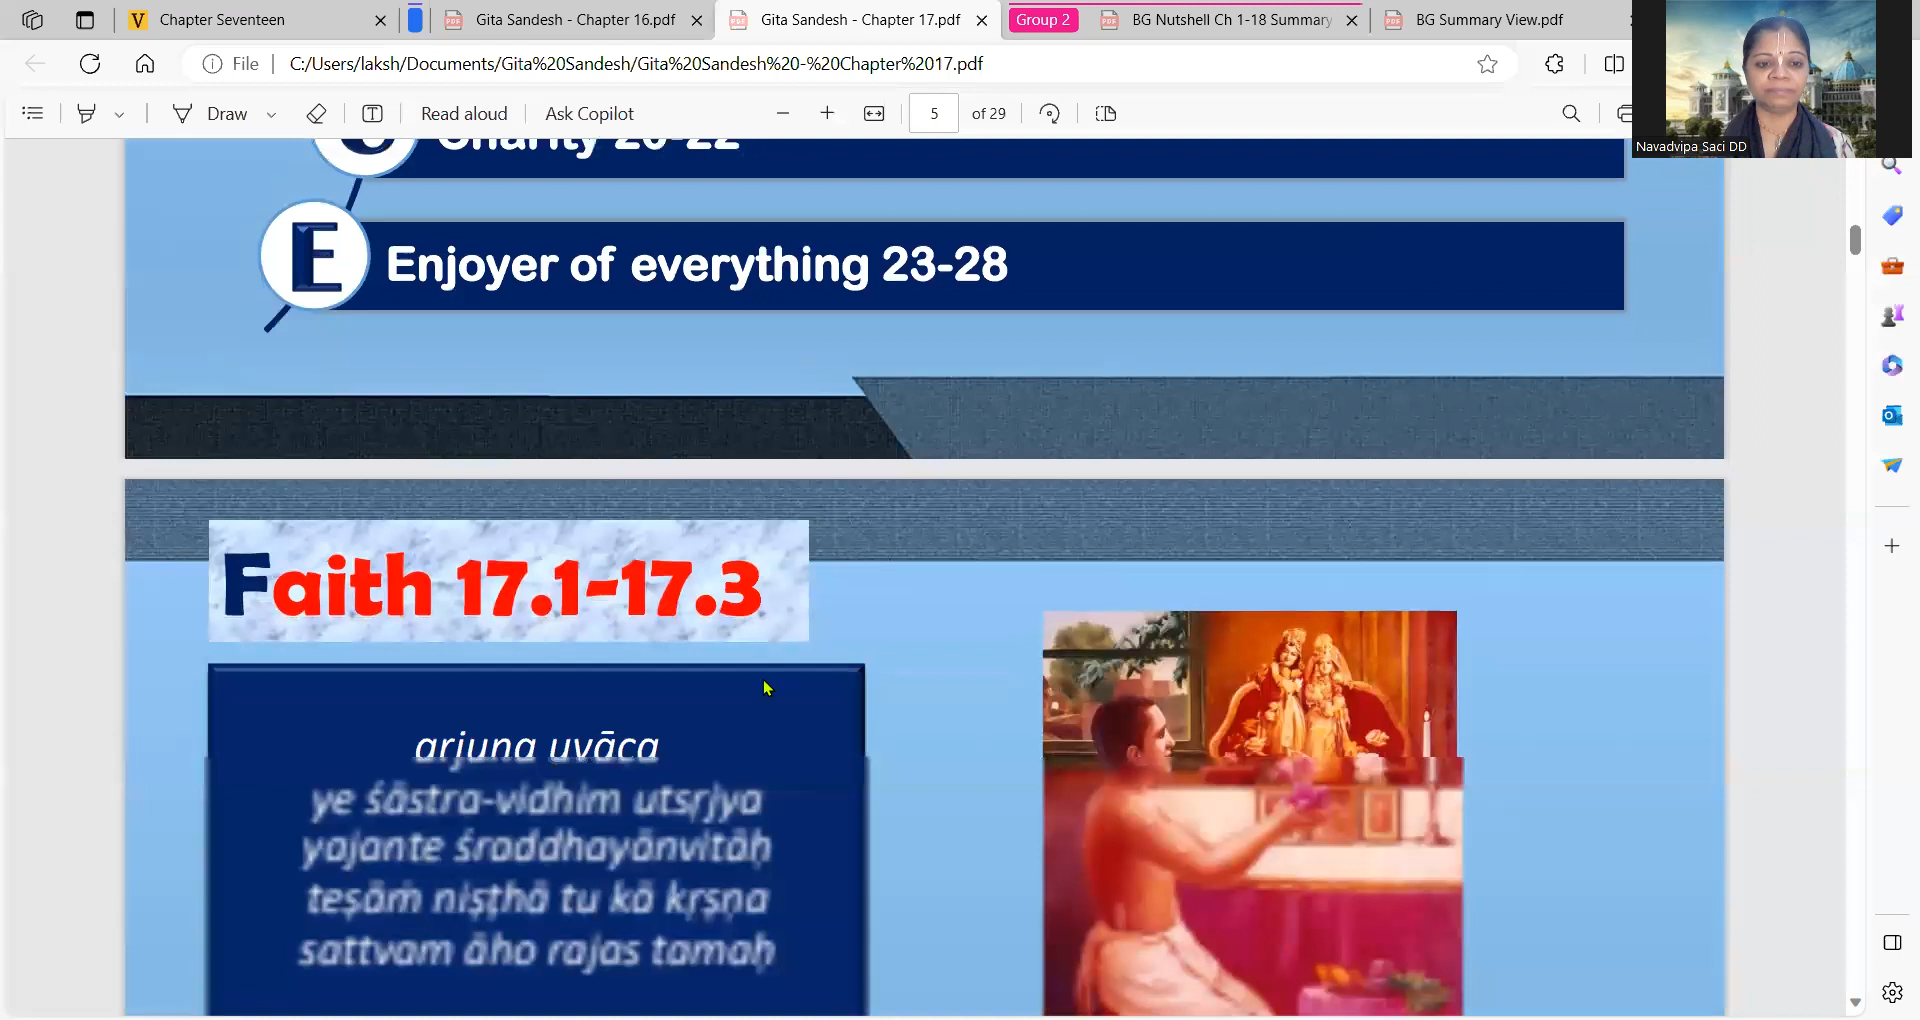 Chapter Seventeen
Gita Sandesh - Chapter 16.pdf
Gita Sandesh - Chapter 17.pdf
Group 2
BG Nutshell Ch 1-18 Summary
BG Summary View.pdf
File
C:/Users/laksh/Documents/Gita%20Sandesh/Gita%20Sandesh%20-%20Chapter%2017.pdf
Draw
Read aloud
Ask Copilot
5
of 29
Navadvipa Saci DD
Charity 20-22
E
Enjoyer of everything 23-28
Faith 17.1-17.3
arjuna uvāca
ye śāstra-vidhim utsṛjya
yajante śraddhayānvitāḥ
teṣāṁ niṣṭhā tu kā kṛṣṇa
sattvam āho rajas tamaḥ